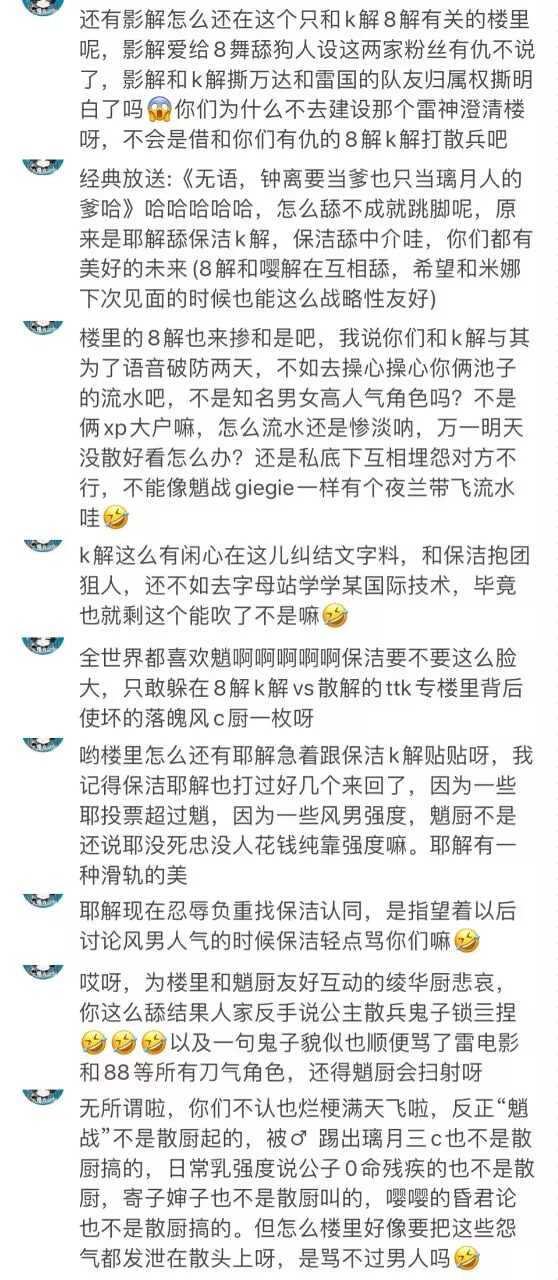 还有影解怎么还在这个只和k解8解有关的楼里
呢，影解爱给8舞舔狗人设这两家粉丝有仇不说
了，影解和k解撕万达和雷国的队友归属权撕明
白了吗😱你们为什么不去建设那个雷神澄清楼
呀，不会是借和你们有仇的8解k解打散兵吧
经典放送:《无语，钟离要当爹也只当璃月人的
爹哈》哈哈哈哈哈，怎么舔不成就跳脚呢，原
来是耶解舔保洁k解，保洁舔中介哇，你们都有
美好的未来(8解和嘤解在互相舔，希望和米娜
下次见面的时候也能这么战略性友好)
楼里的8解也来掺和是吧，我说你们和k解与其
为了语音破防两天，不如去操心操心你俩池子
的流水吧，不是知名男女高人气角色吗？不是
俩xp大户嘛，怎么流水还是惨淡呐，万一明天
没散好看怎么办？还是私底下互相埋怨对方不
行，不能像魈战giegie一样有个夜兰带飞流水
哇🤣
k解这么有闲心在这儿纠结文字料，和保洁抱团
狙人，还不如去字母站学学某国际技术，毕竟
也就剩这个能吹了不是嘛🤣
全世界都喜欢魈啊啊啊啊啊保洁要不要这么脸
大，只敢躲在8解k解vs散解的ttk专楼里背后
使坏的落魄风c厨一枚呀
哟楼里怎么还有耶解急着跟保洁k解贴贴呀，我
记得保洁耶解也打过好几个来回了，因为一些
耶投票超过魈，因为一些风男强度，魈厨不是
还说耶没死忠没人花钱纯靠强度嘛。耶解有一
种滑轨的美
耶解现在忍辱负重找保洁认同，是指望着以后
讨论风男人气的时候保洁轻点骂你们嘛🤣
哎呀，为楼里和魈厨友好互动的绫华厨悲哀，
你这么舔结果人家反手说公主散兵鬼子锁亖捏
🤣🤣🤣以及一句鬼子貌似也顺便骂了雷电影
和88等所有刀气角色，还得魈厨会扫射呀
无所谓啦，你们不认也烂梗满天飞啦，反正“魈
战”不是散厨起的，被♂ 踢出璃月三c也不是散
厨搞的，日常乳强度说公子0命残疾的也不是散
厨，寄子婶子也不是散厨叫的，嘤嘤的昏君论
也不是散厨搞的。但怎么楼里好像要把这些怨
气都发泄在散头上呀，是骂不过男人吗🤣